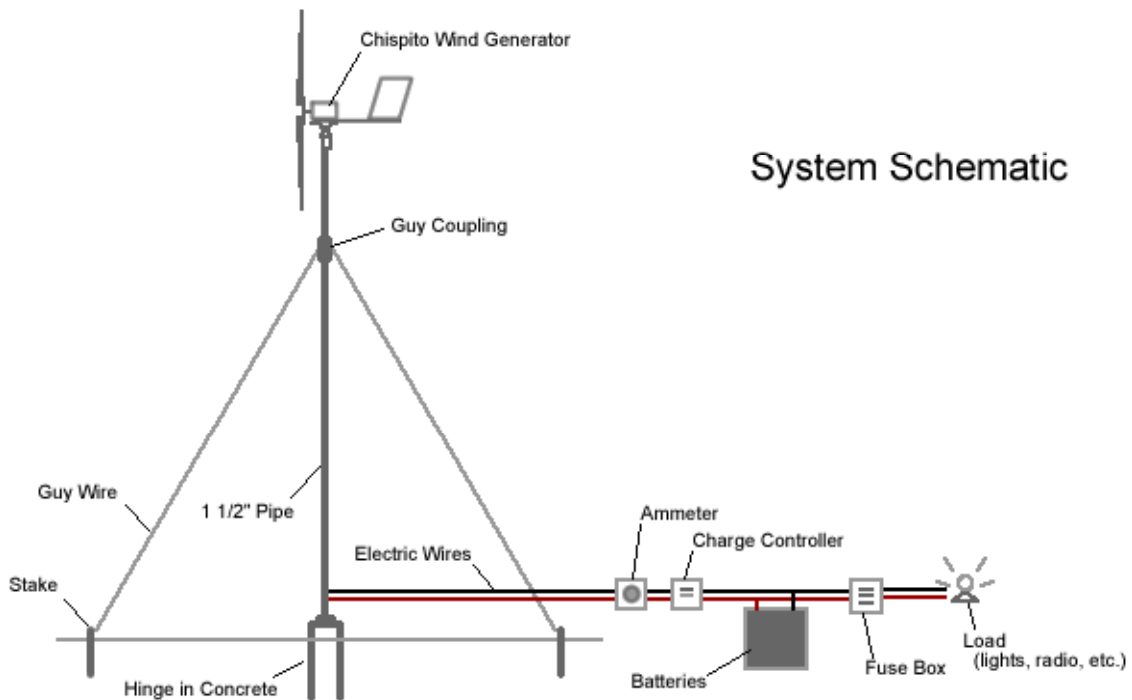 Chispito Wind Generator
System Schematic
Guy Coupling
Guy Wire
1 1/2" Pipe
Ammeter
Charge Controller
Electric Wires
Stake
Load
(lights, radio, etc.)
Fuse Box
Batteries
Hinge in Concrete